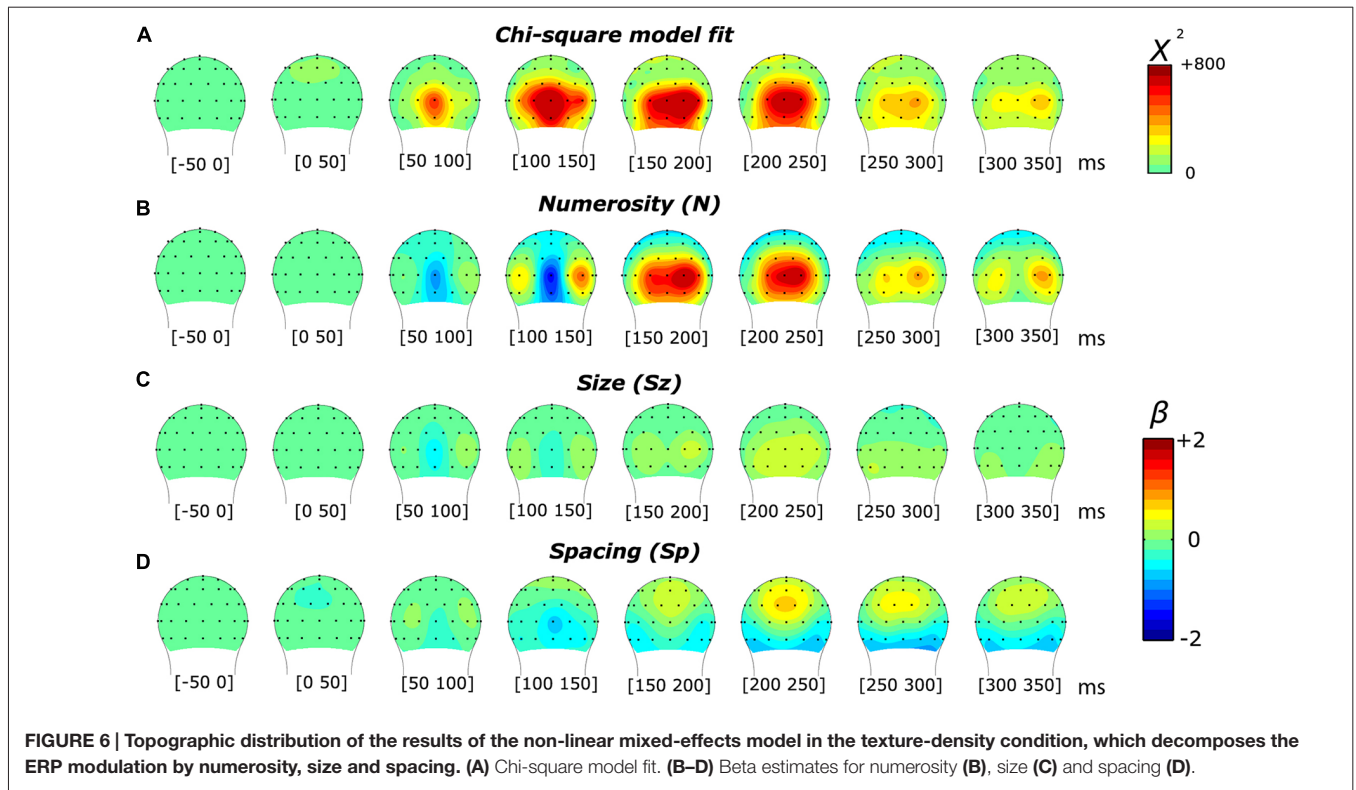 A
Chi-square model fit
X 2
+800
0
[-50 0] [0 50] [50 100] [100 150] [150 200] [200 250] [250 300] [300 350] ms
B
Numerosity (N)
[-50 0] [0 50] [50 100] [100 150] [150 200] [200 250] [250 300] [300 350] ms
C
Size (Sz)
[-50 0] [0 50] [50 100] [100 150] [150 200] [200 250] [250 300] [300 350] ms
β
+2
0
-2
D
Spacing (Sp)
[-50 0] [0 50] [50 100] [100 150] [150 200] [200 250] [250 300] [300 350] ms
FIGURE 6 | Topographic distribution of the results of the non-linear mixed-effects model in the texture-density condition, which decomposes the
ERP modulation by numerosity, size and spacing. (A) Chi-square model fit. (B–D) Beta estimates for numerosity (B), size (C) and spacing (D).